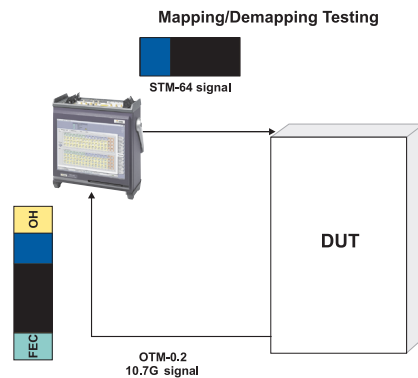 Mapping/Demapping Testing
STM-64 signal
OH
DUT
FEC
OTM-0.2
10.7G signal